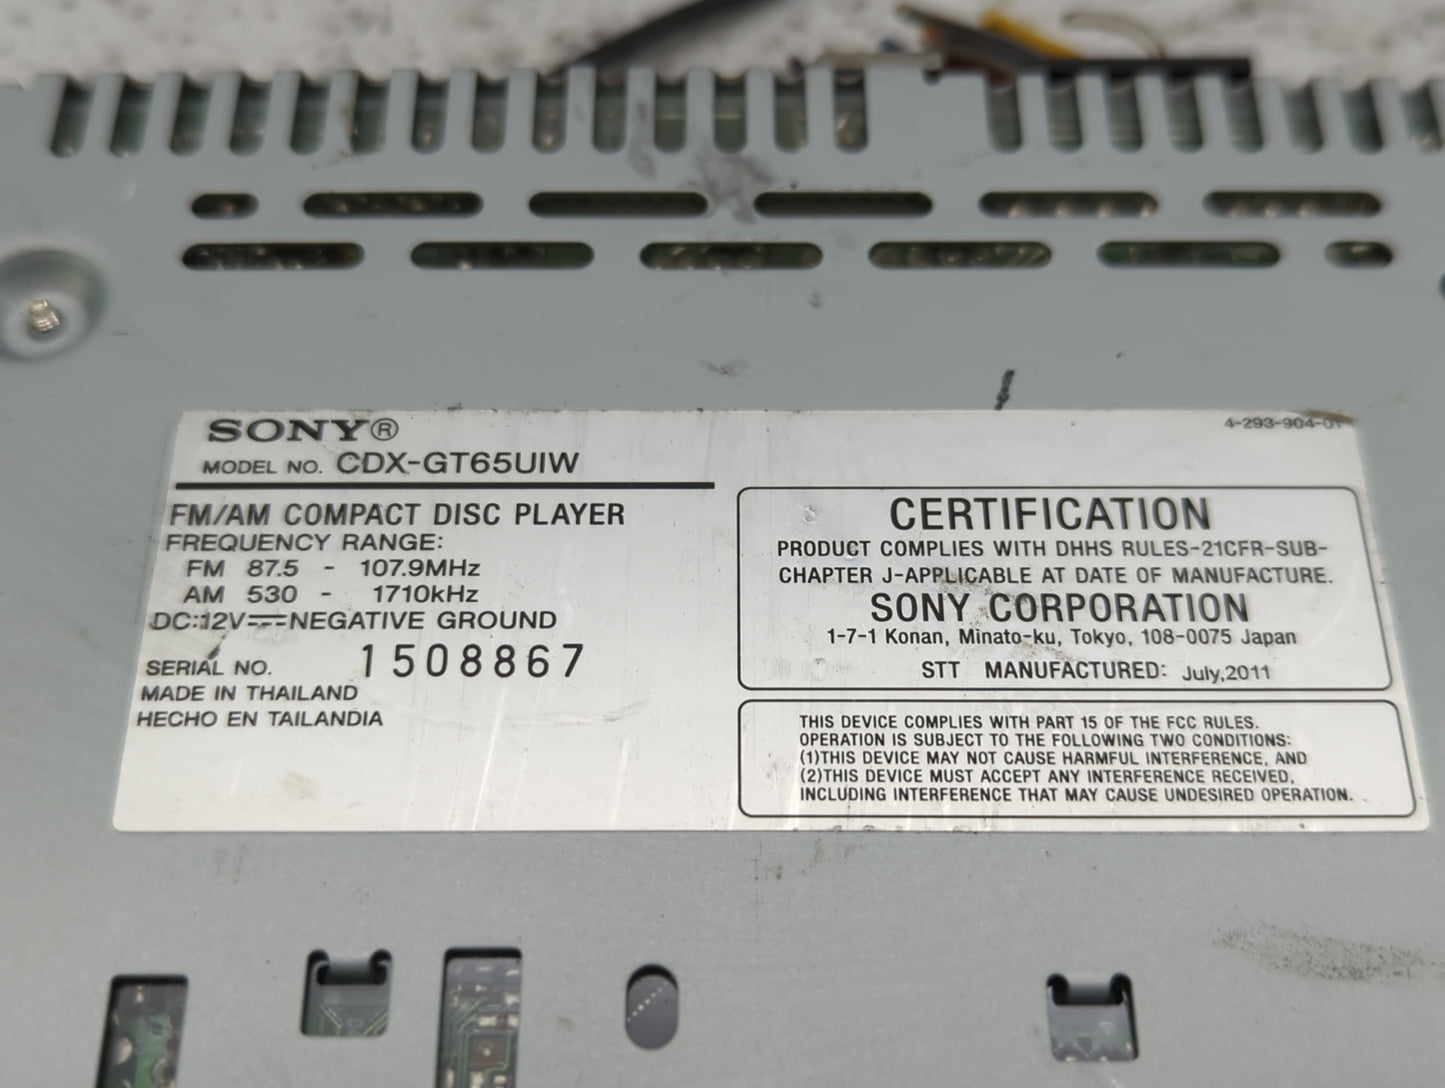 SONY®
4-293-904-01
MODEL NO. CDX-GT65UIW
FM/AM COMPACT DISC PLAYER
FREQUENCY RANGE:
FM 87.5 - 107.9MHz
AM 530 - 1710kHz
DC:12V⎓NEGATIVE GROUND
SERIAL NO. 1508867
MADE IN THAILAND
HECHO EN TAILANDIA
CERTIFICATION
PRODUCT COMPLIES WITH DHHS RULES-21CFR-SUB-
CHAPTER J-APPLICABLE AT DATE OF MANUFACTURE.
SONY CORPORATION
1-7-1 Konan, Minato-ku, Tokyo, 108-0075 Japan
STT MANUFACTURED: July,2011
THIS DEVICE COMPLIES WITH PART 15 OF THE FCC RULES.
OPERATION IS SUBJECT TO THE FOLLOWING TWO CONDITIONS:
(1)THIS DEVICE MAY NOT CAUSE HARMFUL INTERFERENCE, AND
(2)THIS DEVICE MUST ACCEPT ANY INTERFERENCE RECEIVED,
INCLUDING INTERFERENCE THAT MAY CAUSE UNDESIRED OPERATION.